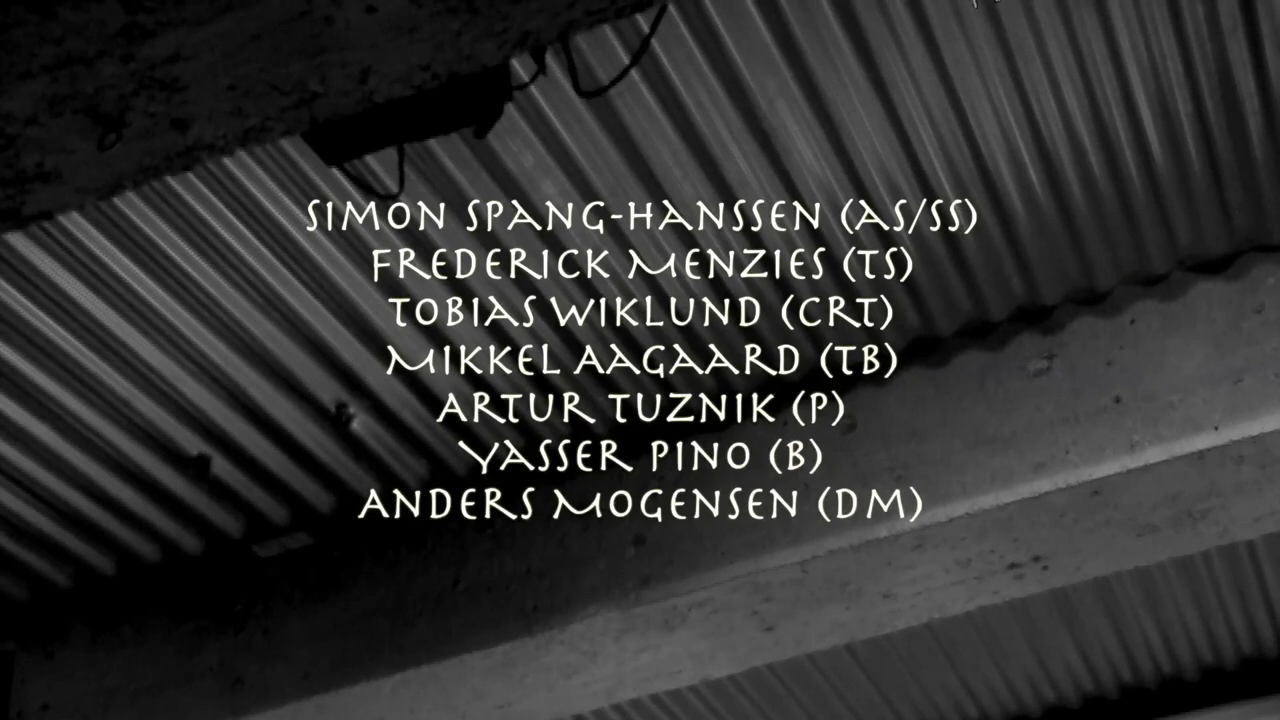 SIMON SPANG-HANSSEN (AS/SS)
FREDERICK MENZIES (TS)
TOBIAS WIKLUND (CRT)
MIKKEL AAGAARD (TB)
ARTUR TUZNIK (P)
YASSER PINO (B)
ANDERS MOGENSEN (DM)